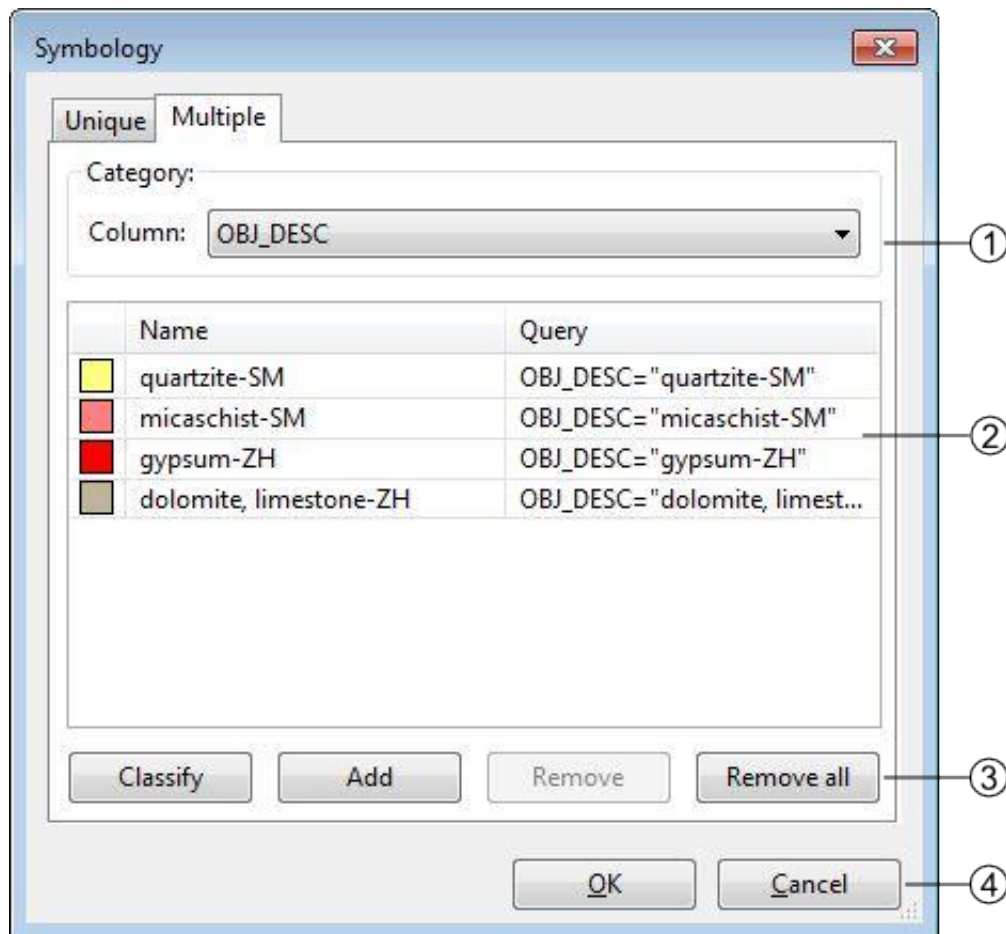 Symbology
Unique Multiple
Category:
Column: OBJ_DESC
①
Name Query
quartzite-SM OBJ_DESC="quartzite-SM"
micaschist-SM OBJ_DESC="micaschist-SM"
②
gypsum-ZH OBJ_DESC="gypsum-ZH"
dolomite, limestone-ZH OBJ_DESC="dolomite, limest...
Classify Add Remove Remove all
③
OK Cancel
④